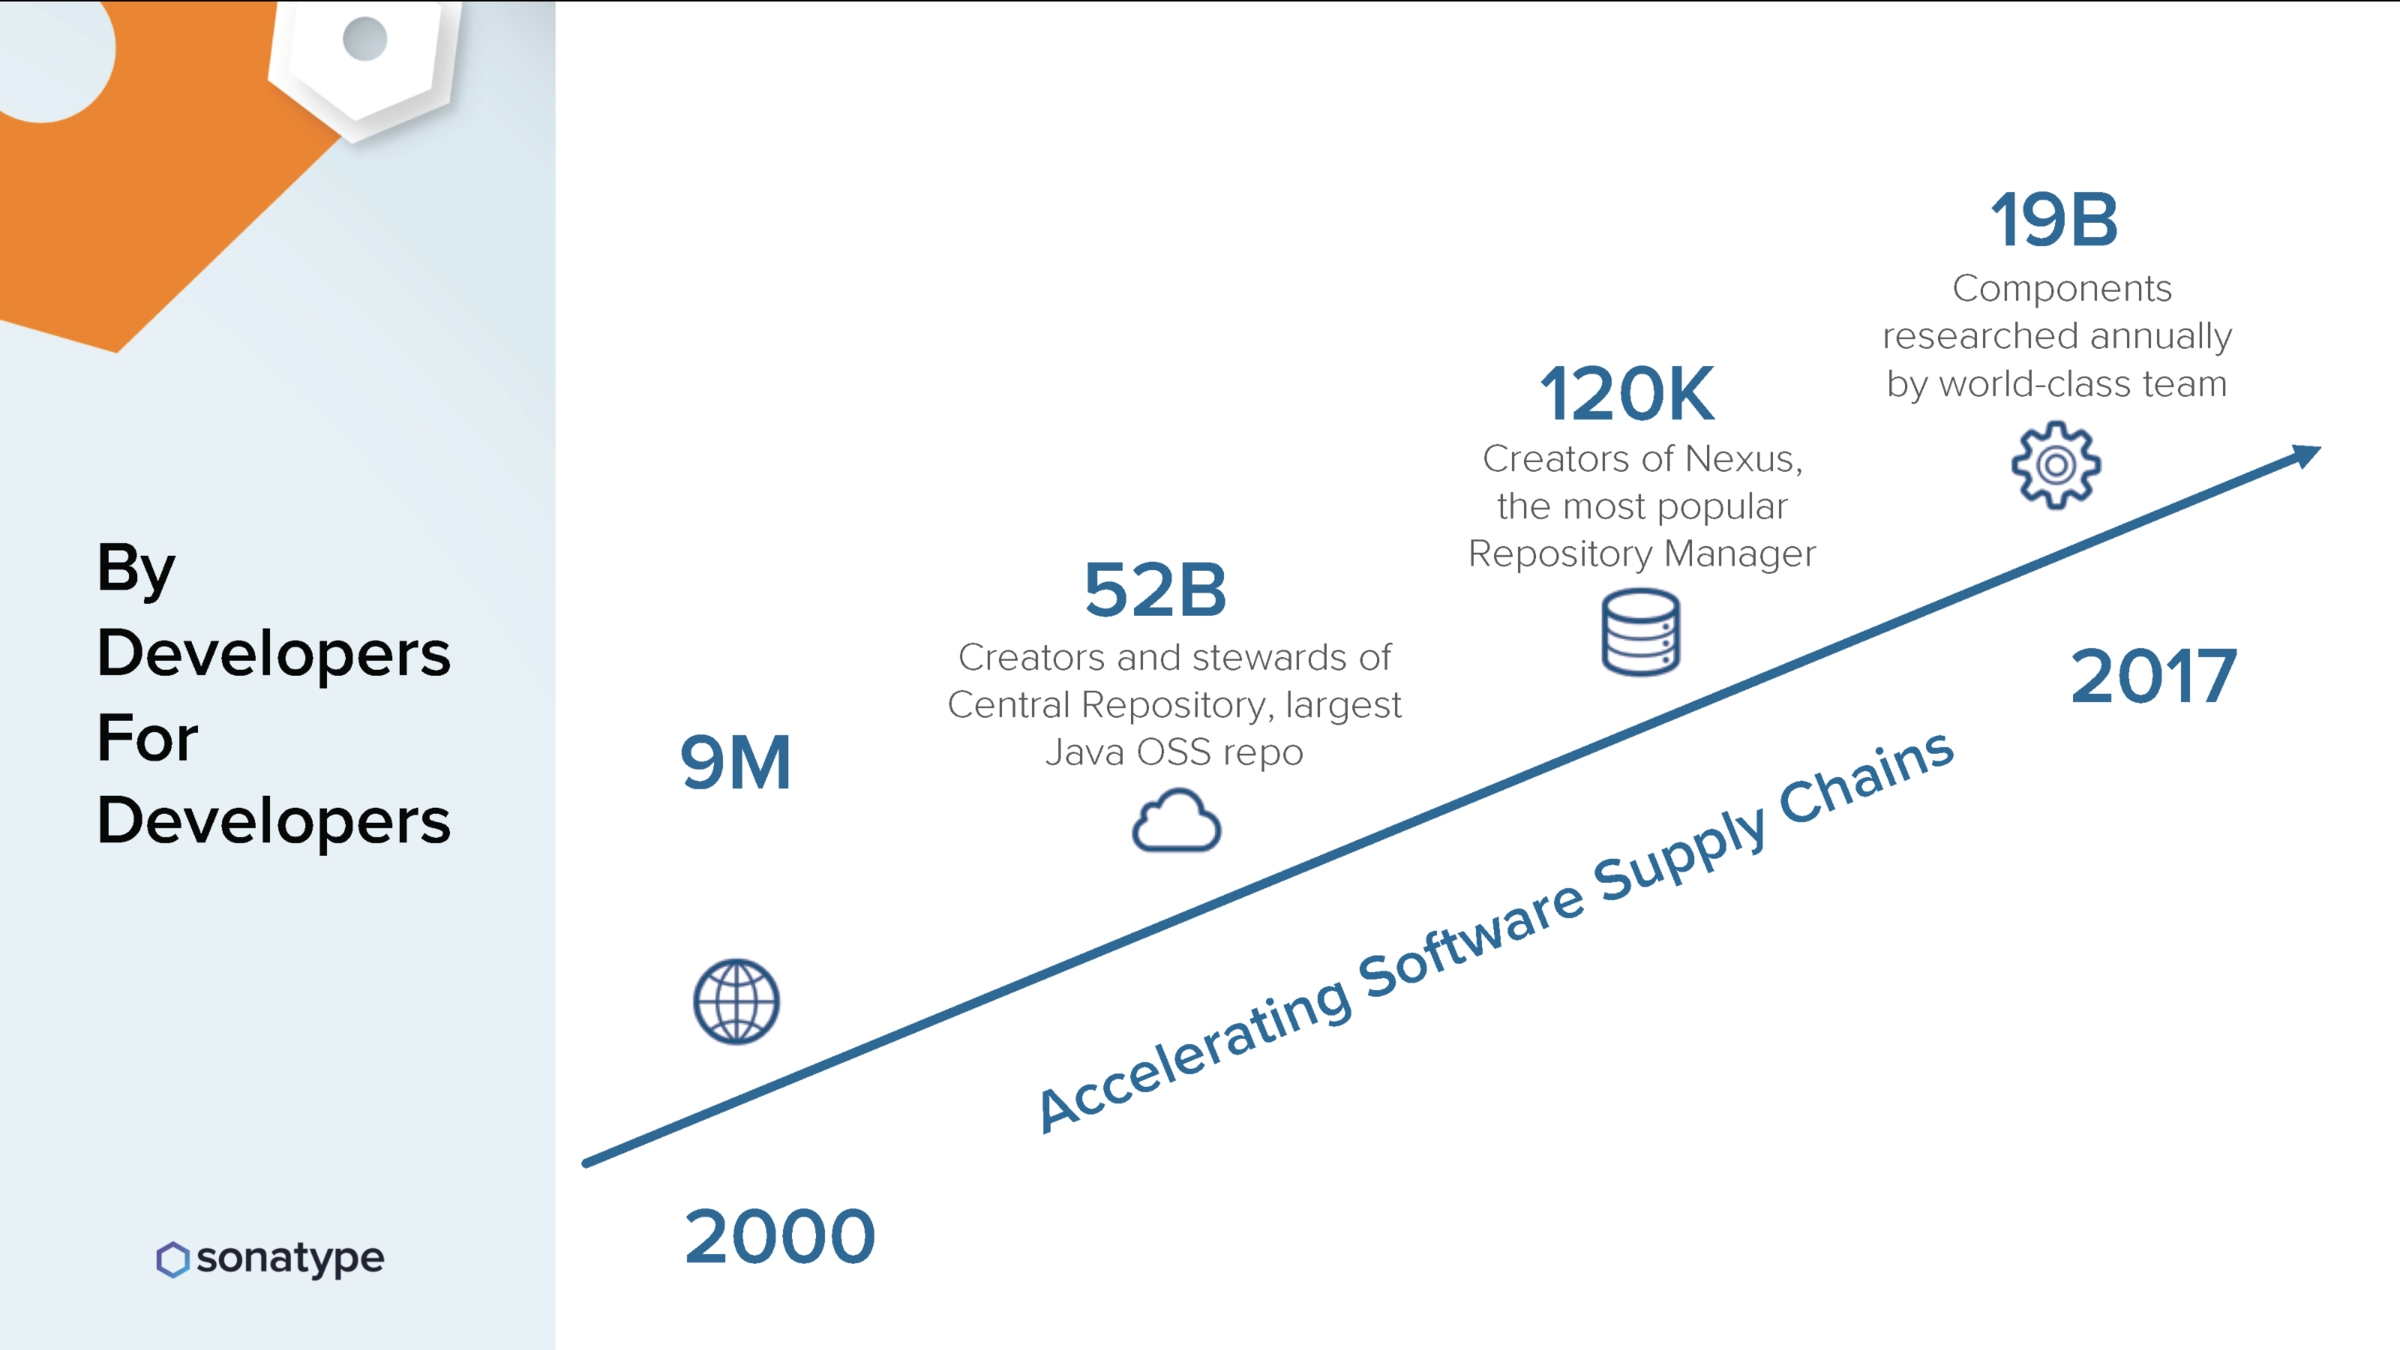 By
Developers
For
Developers
sonatype
9M
52B
Creators and stewards of
Central Repository, largest
Java OSS repo
120K
Creators of Nexus,
the most popular
Repository Manager
19B
Components
researched annually
by world-class team
2000
Accelerating Software Supply Chains
2017